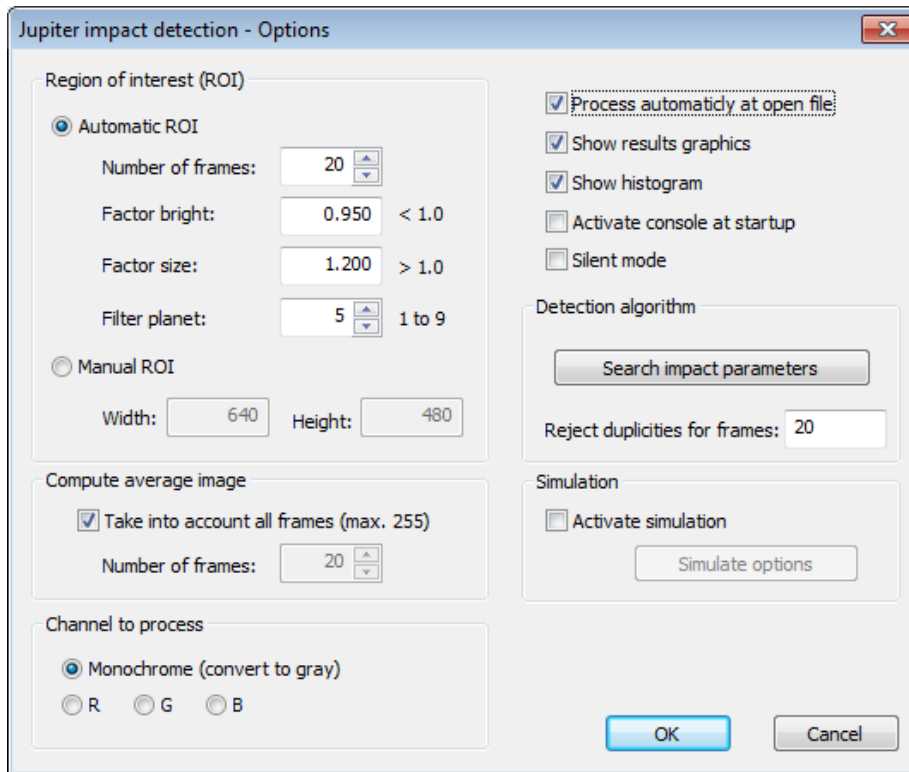 Jupiter impact detection - Options
Region of interest (ROI)
Automatic ROI
Number of frames: 20
Factor bright: 0.950 < 1.0
Factor size: 1.200 > 1.0
Filter planet: 5 1 to 9
Manual ROI
Width: 640 Height: 480
Compute average image
Take into account all frames (max. 255)
Number of frames: 20
Channel to process
Monochrome (convert to gray)
R G B
Process automaticly at open file
Show results graphics
Show histogram
Activate console at startup
Silent mode
Detection algorithm
Search impact parameters
Reject duplicities for frames: 20
Simulation
Activate simulation
Simulate options
OK Cancel